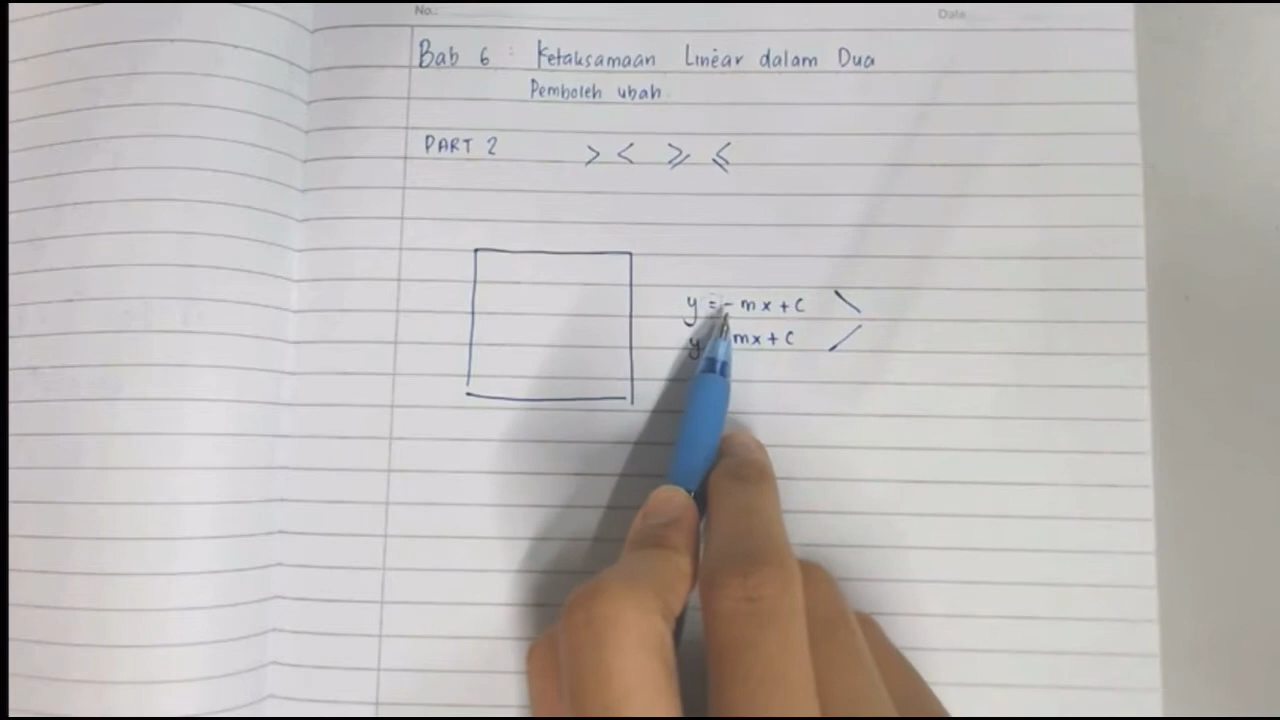 No.
Date
Bab 6 : Ketaksamaan Linear dalam Dua
Pemboleh ubah.
PART 2 > < ≥ ≤
y = - mx + c \
y mx + c /